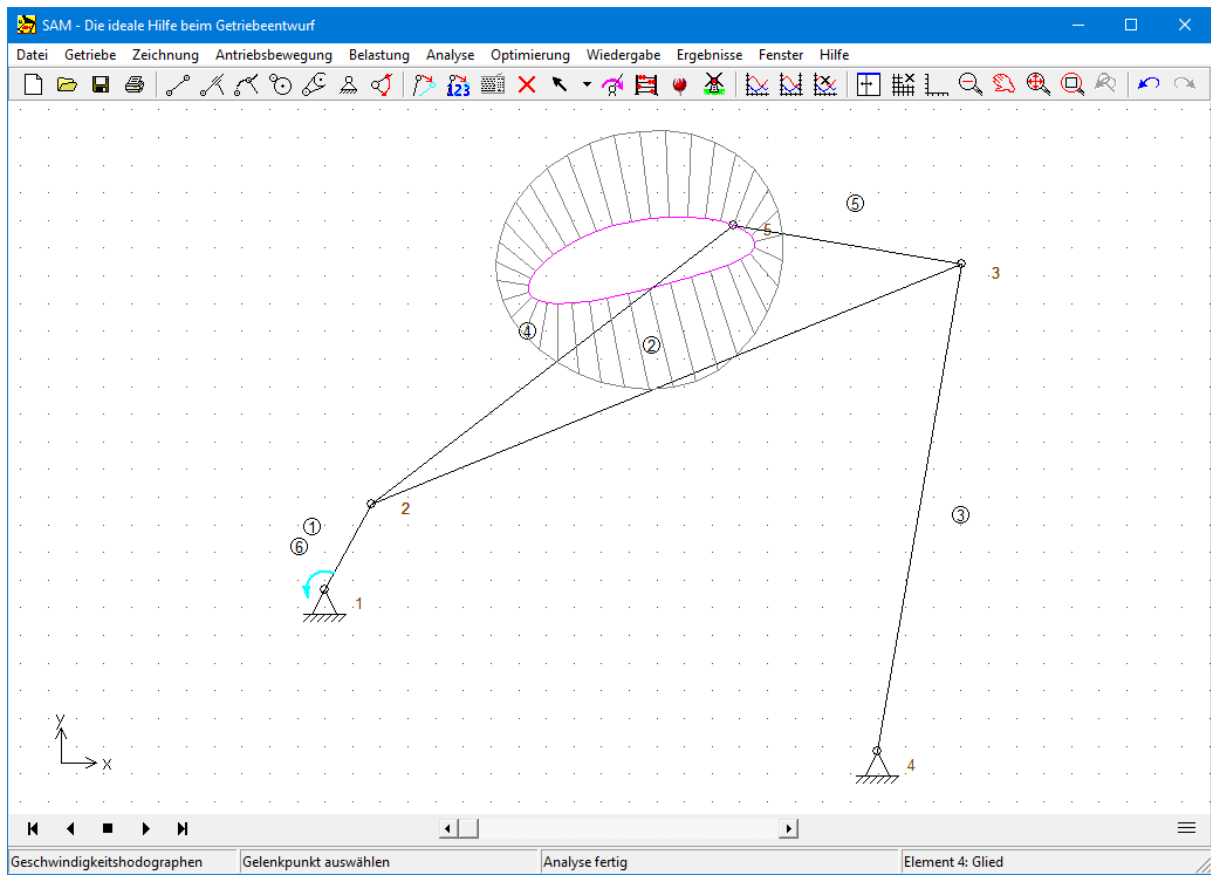 SAM - Die ideale Hilfe beim Getriebeentwurf
Datei Getriebe Zeichnung Antriebsbewegung Belastung Analyse Optimierung Wiedergabe Ergebnisse Fenster Hilfe
123
5
5
3
4
2
2
1
3
6
1
4
y
x
Geschwindigkeitshodographen Gelenkpunkt auswählen Analyse fertig Element 4: Glied